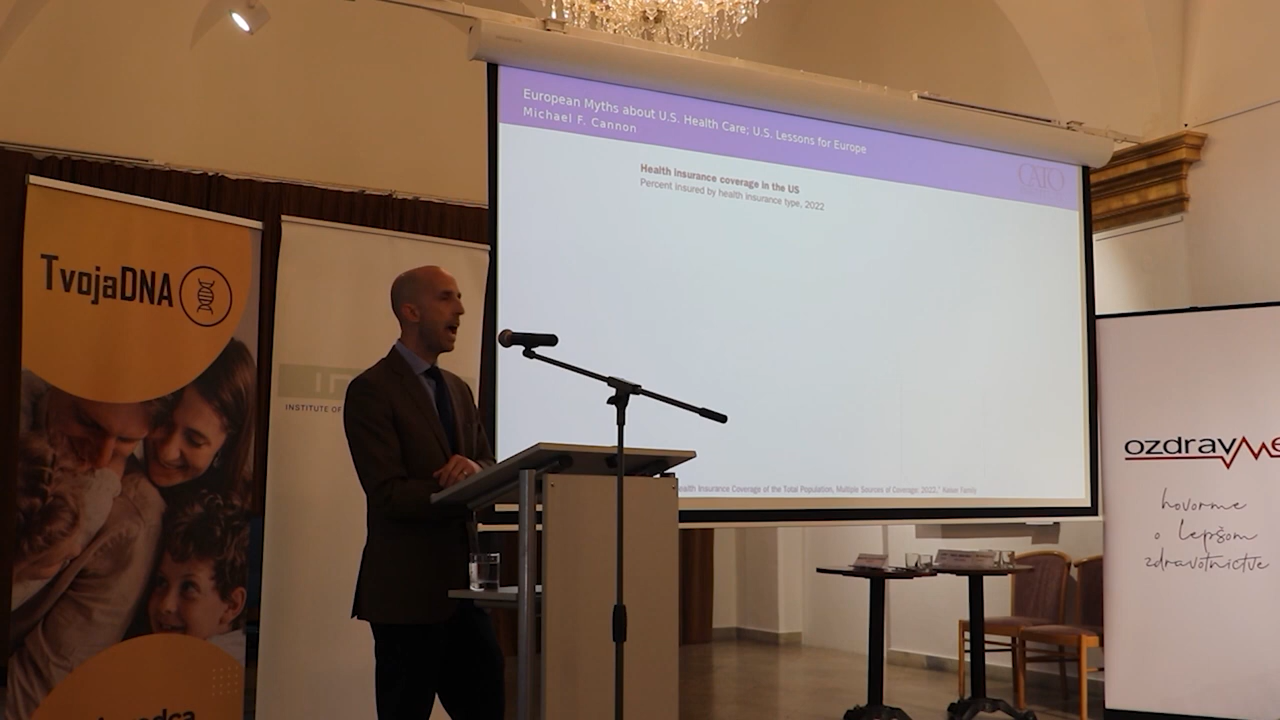 European Myths about U.S. Health Care; U.S. Lessons for Europe
Michael F. Cannon
CATO
Health insurance coverage in the US
Percent insured by health insurance type, 2022
Health Insurance Coverage of the Total Population, Multiple Sources of Coverage: 2022," Kaiser Family
TvojaDNA
INSTITUTE OF
ozdravme
hovorme
o lepšom
zdravotníctve